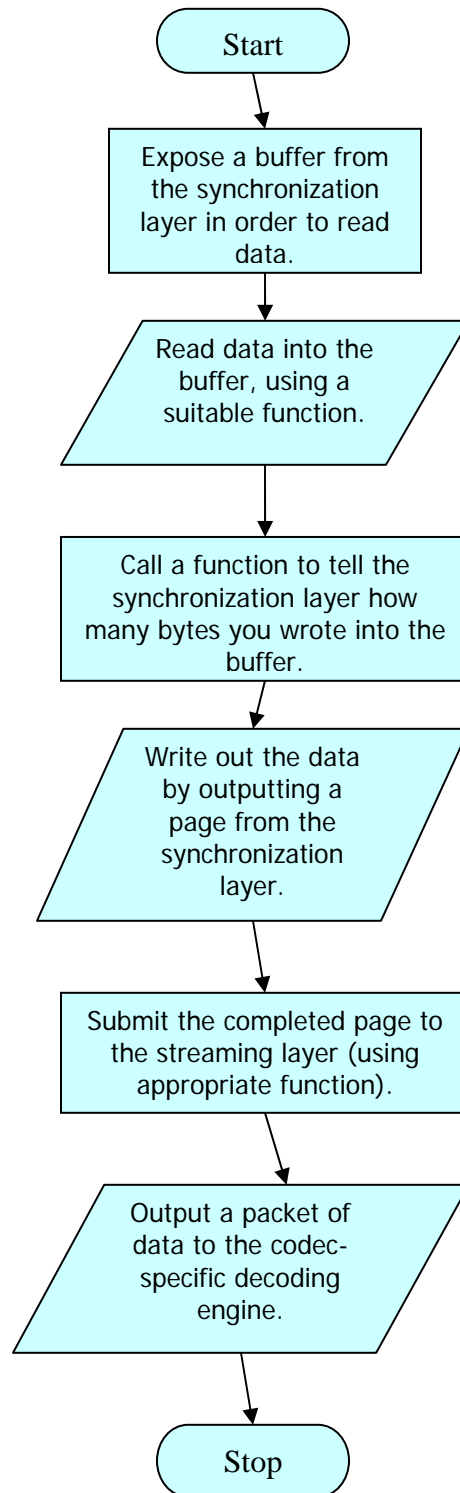 Start
Expose a buffer from
the synchronization
layer in order to read
data.
Read data into the
buffer, using a
suitable function.
Call a function to tell the
synchronization layer how
many bytes you wrote into the
buffer.
Write out the data
by outputting a
page from the
synchronization
layer.
Submit the completed page to
the streaming layer (using
appropriate function).
Output a packet of
data to the codec-
specific decoding
engine.
Stop